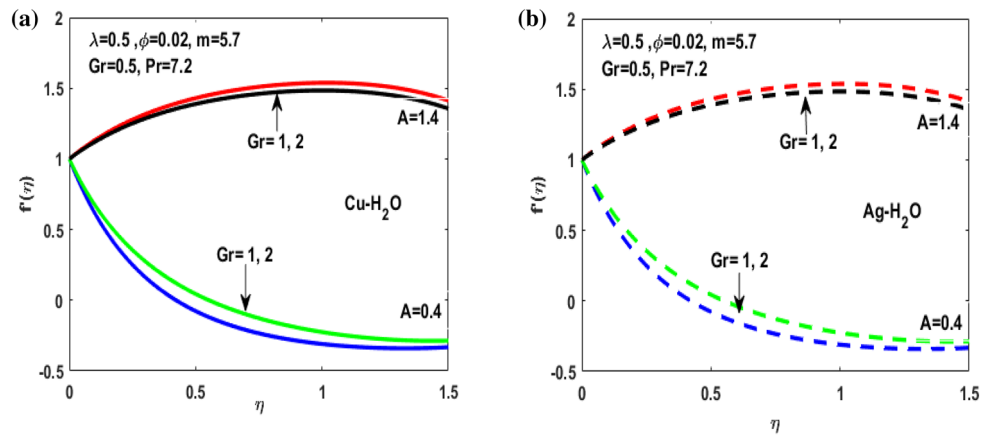 (a)
2
1.5
1
0.5
0
-0.5
λ=0.5 ,ϕ=0.02, m=5.7
Gr=0.5, Pr=7.2
A=1.4
Gr= 1, 2
Cu-H₂O
Gr= 1, 2
A=0.4
f'(η)
0 0.5 1 1.5
η
(b)
2
1.5
1
0.5
0
-0.5
λ=0.5 ,ϕ=0.02, m=5.7
Gr=0.5, Pr=7.2
A=1.4
Gr= 1, 2
Ag-H₂O
Gr= 1, 2
A=0.4
f'(η)
0 0.5 1 1.5
η